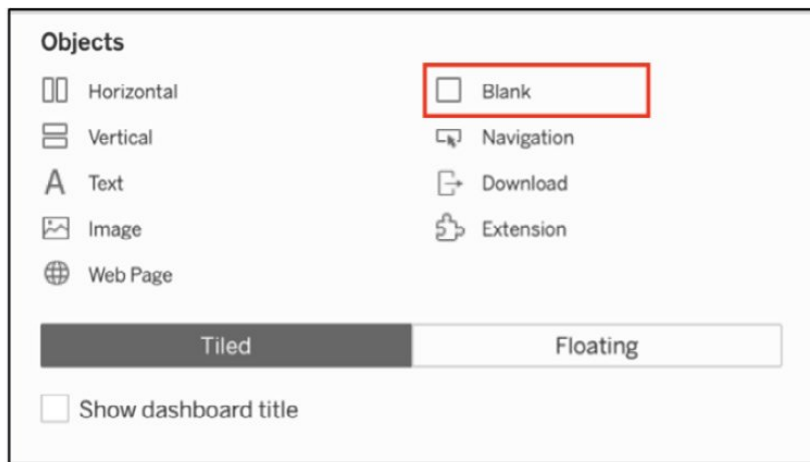 Objects
Horizontal
Blank
Vertical
Navigation
Text
Download
Image
Extension
Web Page
Tiled
Floating
Show dashboard title